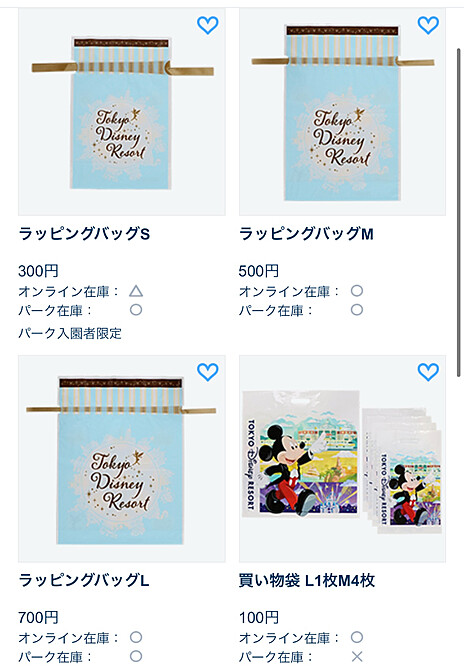 Tokyo
Disney
Resort
Tokyo
Disney
Resort
ラッピングバッグS
300円
オンライン在庫： △
パーク在庫： ○
パーク入園者限定
ラッピングバッグM
500円
オンライン在庫： ○
パーク在庫： ○
Tokyo
Disney
Resort
TOKYO Disney RESORT
TOKYO Disney RESORT
ラッピングバッグL
700円
オンライン在庫： ○
パーク在庫： ○
買い物袋 L1枚M4枚
100円
オンライン在庫： ○
パーク在庫： ×